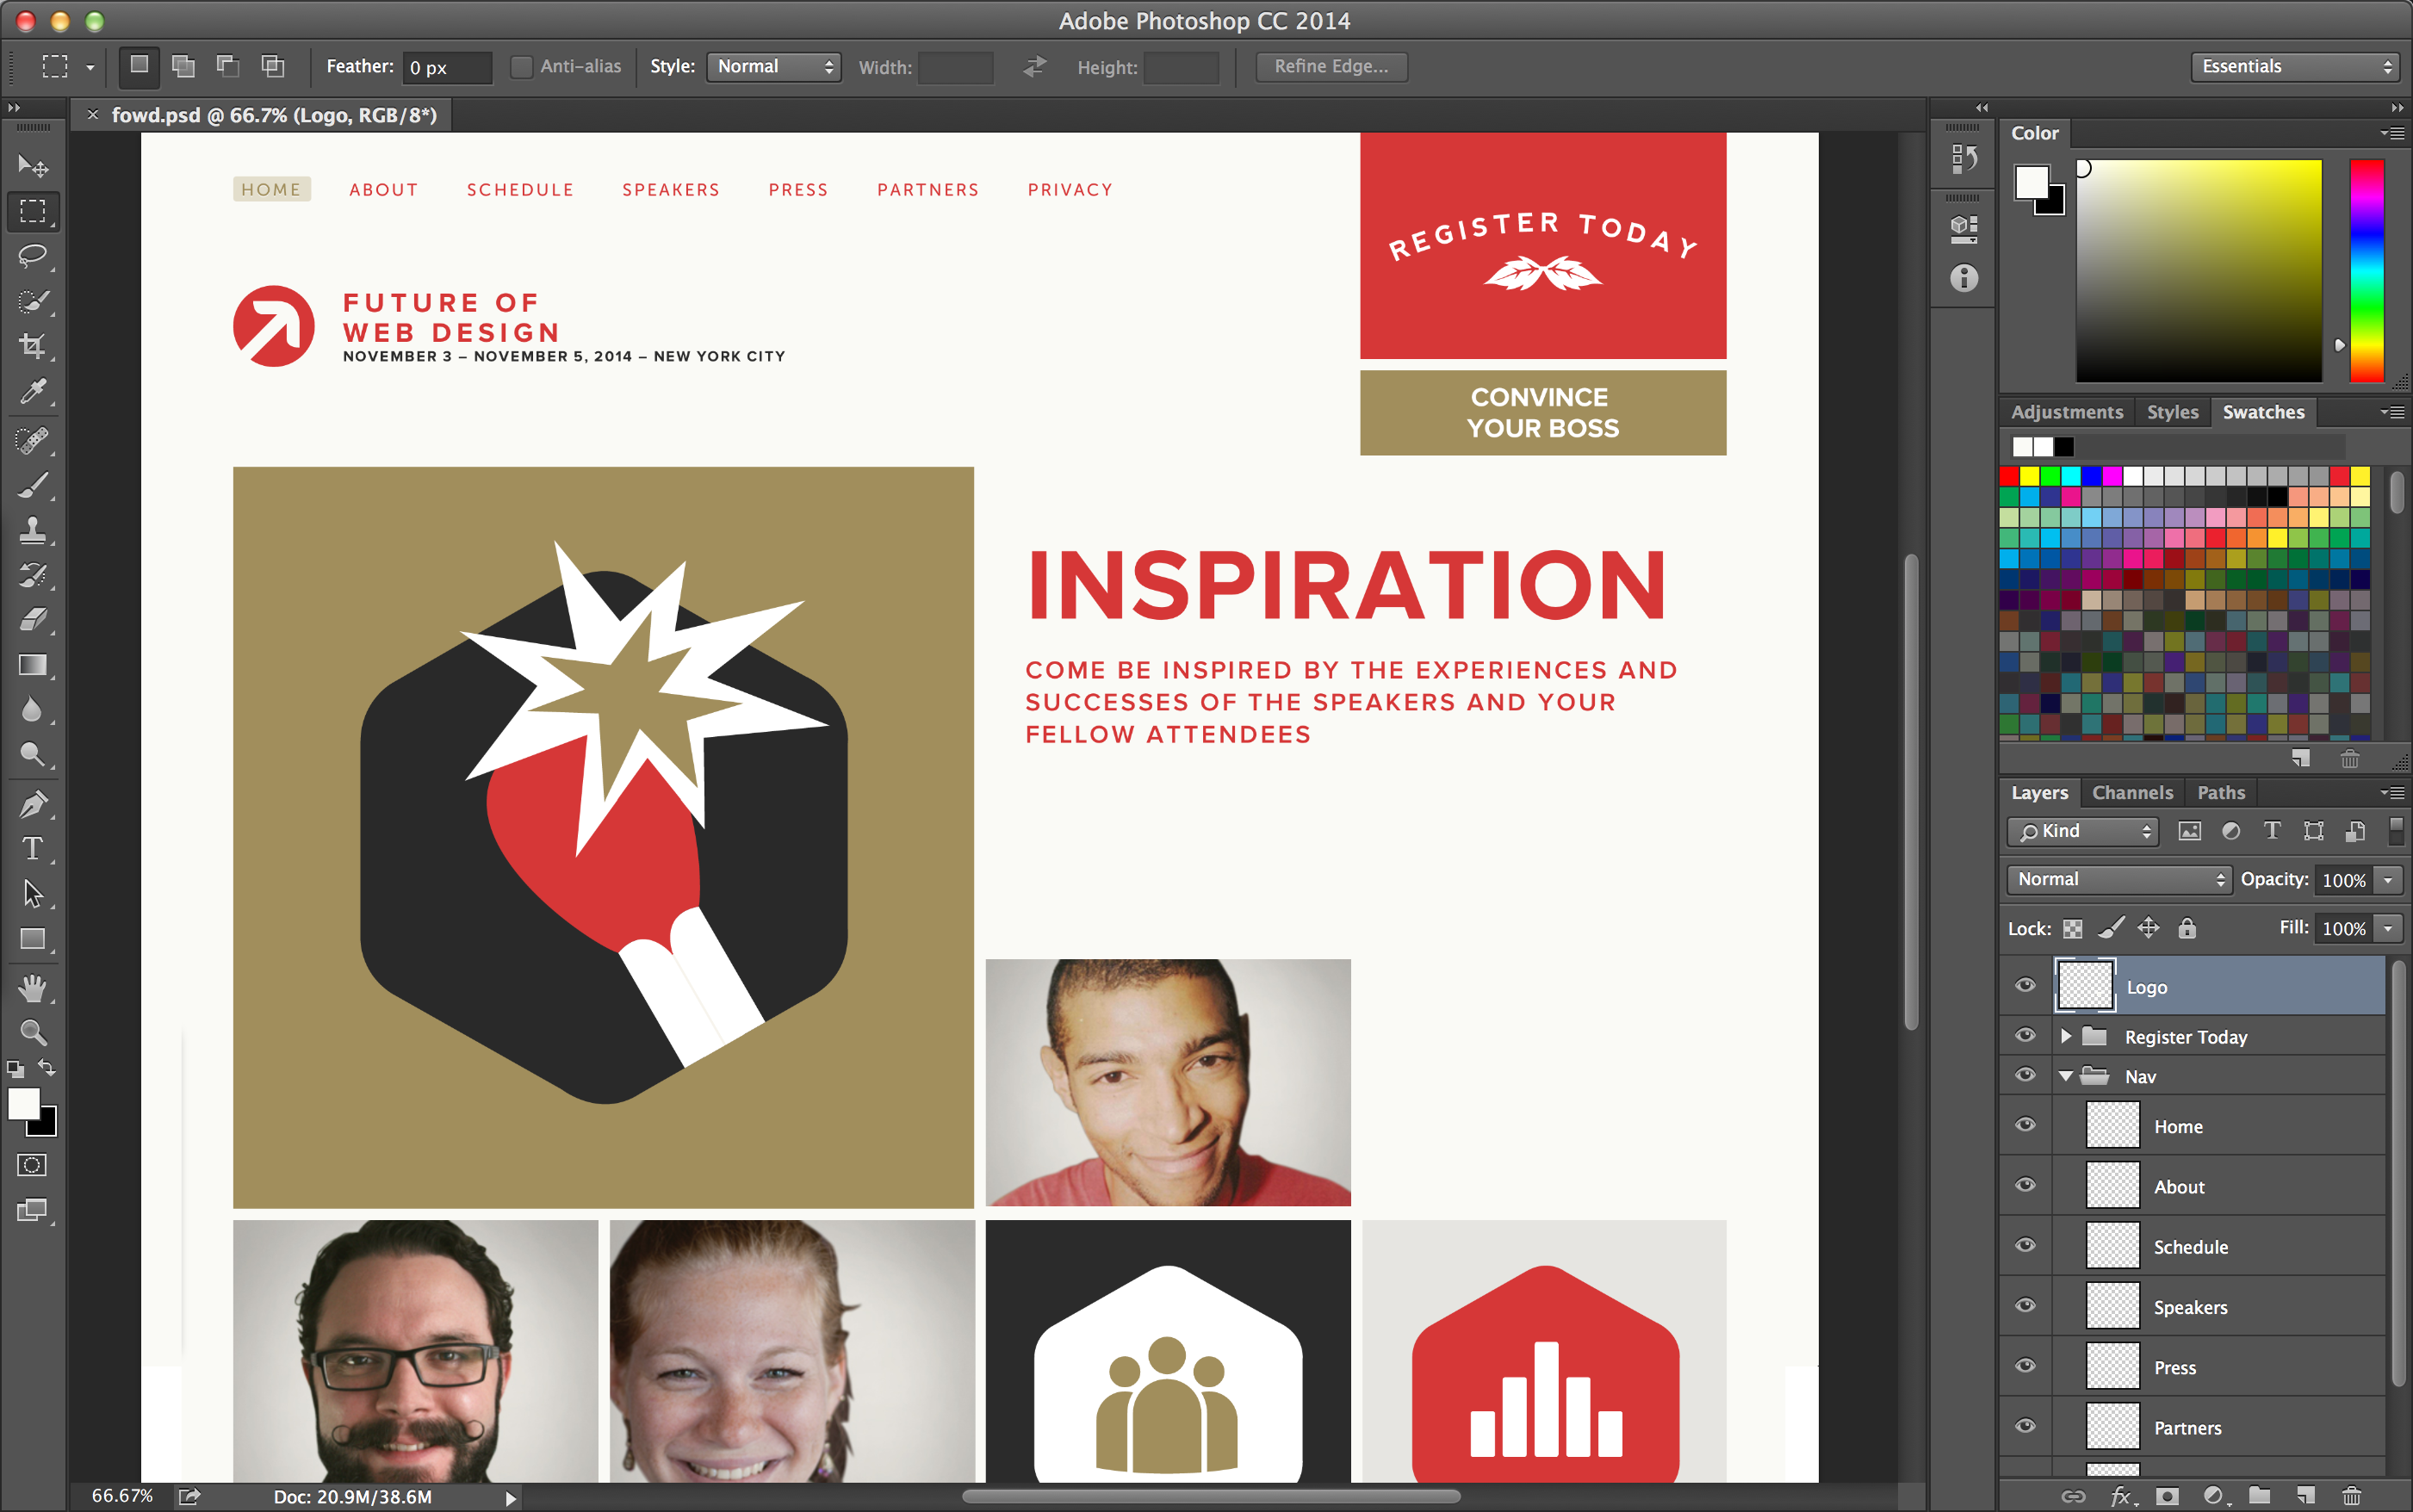 Adobe Photoshop CC 2014
Feather: 0 px Anti-alias Style: Normal Width: Height: Refine Edge... Essentials
× fowd.psd @ 66.7% (Logo, RGB/8*)
HOME ABOUT SCHEDULE SPEAKERS PRESS PARTNERS PRIVACY
REGISTER TODAY
FUTURE OF
WEB DESIGN
NOVEMBER 3 – NOVEMBER 5, 2014 – NEW YORK CITY
CONVINCE
YOUR BOSS
INSPIRATION
COME BE INSPIRED BY THE EXPERIENCES AND
SUCCESSES OF THE SPEAKERS AND YOUR
FELLOW ATTENDEES
66.67% Doc: 20.9M/38.6M
Color
Adjustments Styles Swatches
Layers Channels Paths
Kind
Normal Opacity: 100%
Lock: Fill: 100%
Logo
Register Today
Nav
Home
About
Schedule
Speakers
Press
Partners
fx